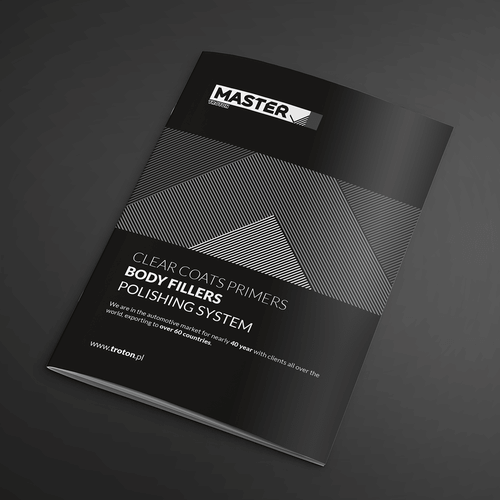 MASTER
TROTON
CLEAR COATS PRIMERS
BODY FILLERS
POLISHING SYSTEM
We are in the automotive market for nearly 40 year with clients all over the
world, exporting to over 60 countries.
www.troton.pl